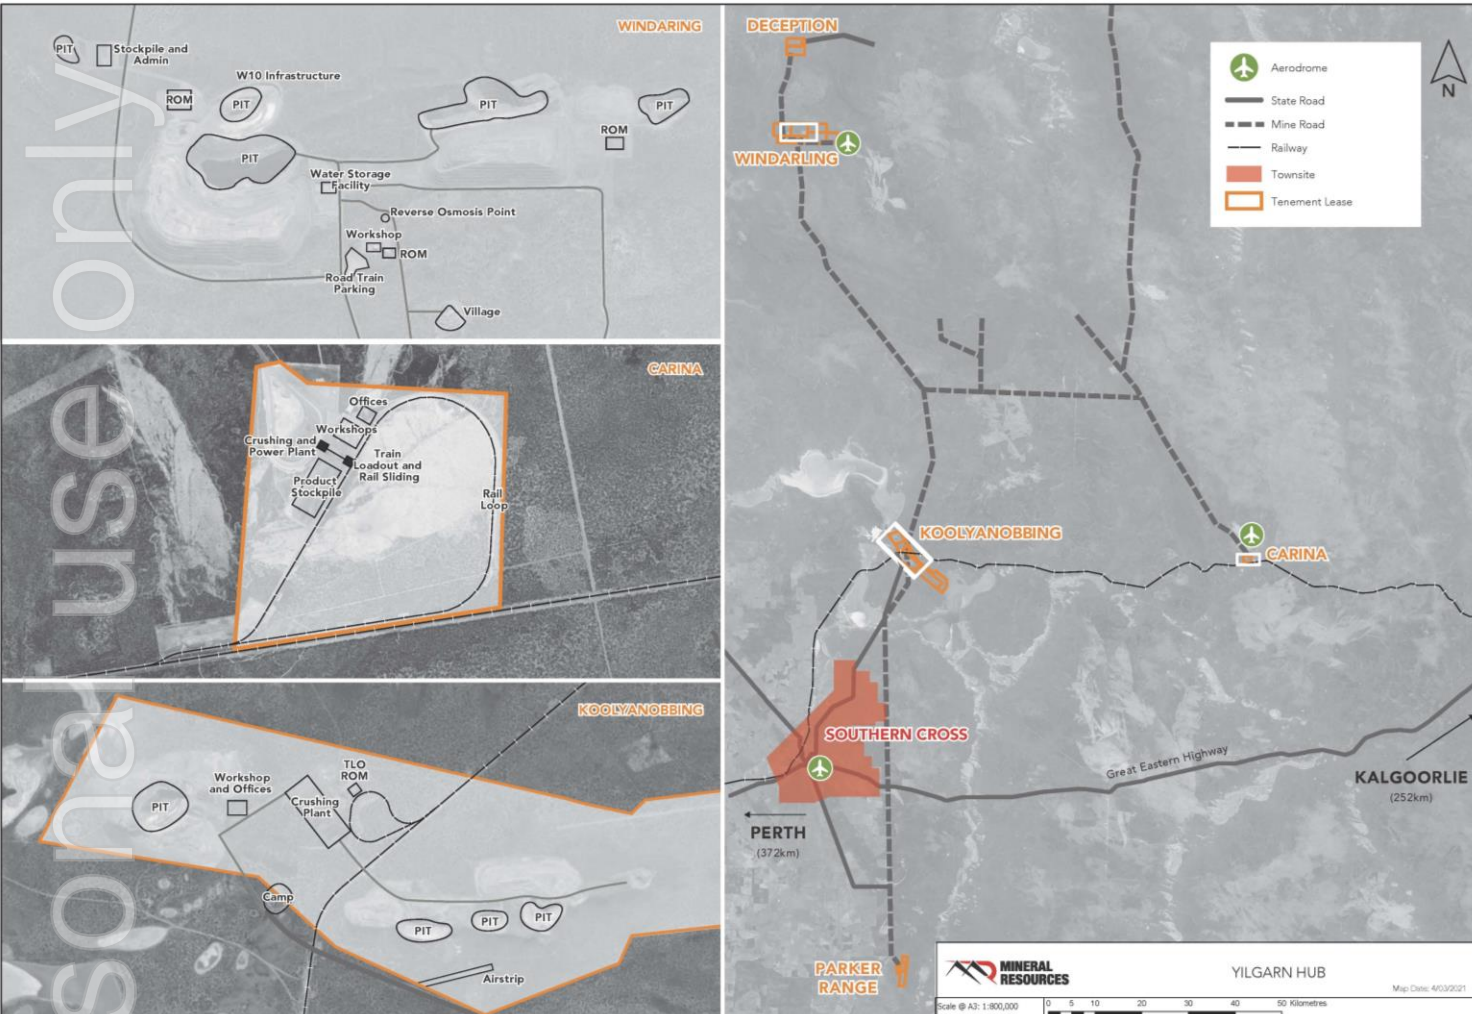 WINDARING
PIT
Stockpile and
Admin
W10 Infrastructure
ROM
PIT
PIT
PIT
PIT
ROM
Water Storage
Facility
Reverse Osmosis Point
Workshop
ROM
Road Train
Parking
Village
CARINA
Offices
Workshops
Crushing and
Power Plant
Train
Loadout and
Rail Sliding
Product
Stockpile
Rail
Loop
KOOLYANOBBING
TLO
ROM
Workshop
and Offices
Crushing
Plant
PIT
Camp
PIT
PIT
PIT
Airstrip
sonal use only
DECEPTION
WINDARLING
KOOLYANOBBING
CARINA
SOUTHERN CROSS
Great Eastern Highway
KALGOORLIE
(252km)
PERTH
(372km)
PARKER
RANGE
Aerodrome
State Road
Mine Road
Railway
Townsite
Tenement Lease
N
MINERAL
RESOURCES
YILGARN HUB
Map Date: 4/03/2021
Scale @ A3: 1:800,000
0 5 10 20 30 40 50 Kilometres